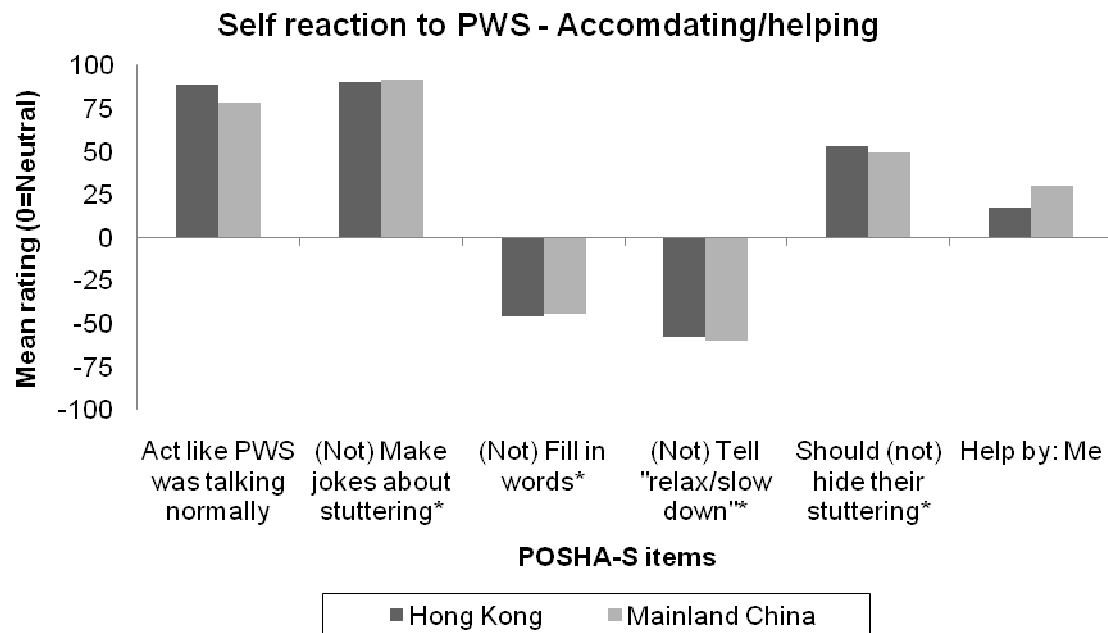 Self reaction to PWS - Accomdating/helping
Mean rating (0=Neutral)
100
75
50
25
0
-25
-50
-75
-100
Act like PWS
was talking
normally
(Not) Make
jokes about
stuttering*
(Not) Fill in
words*
(Not) Tell
"relax/slow
down"*
Should (not)
hide their
stuttering*
Help by: Me
POSHA-S items
Hong Kong
Mainland China